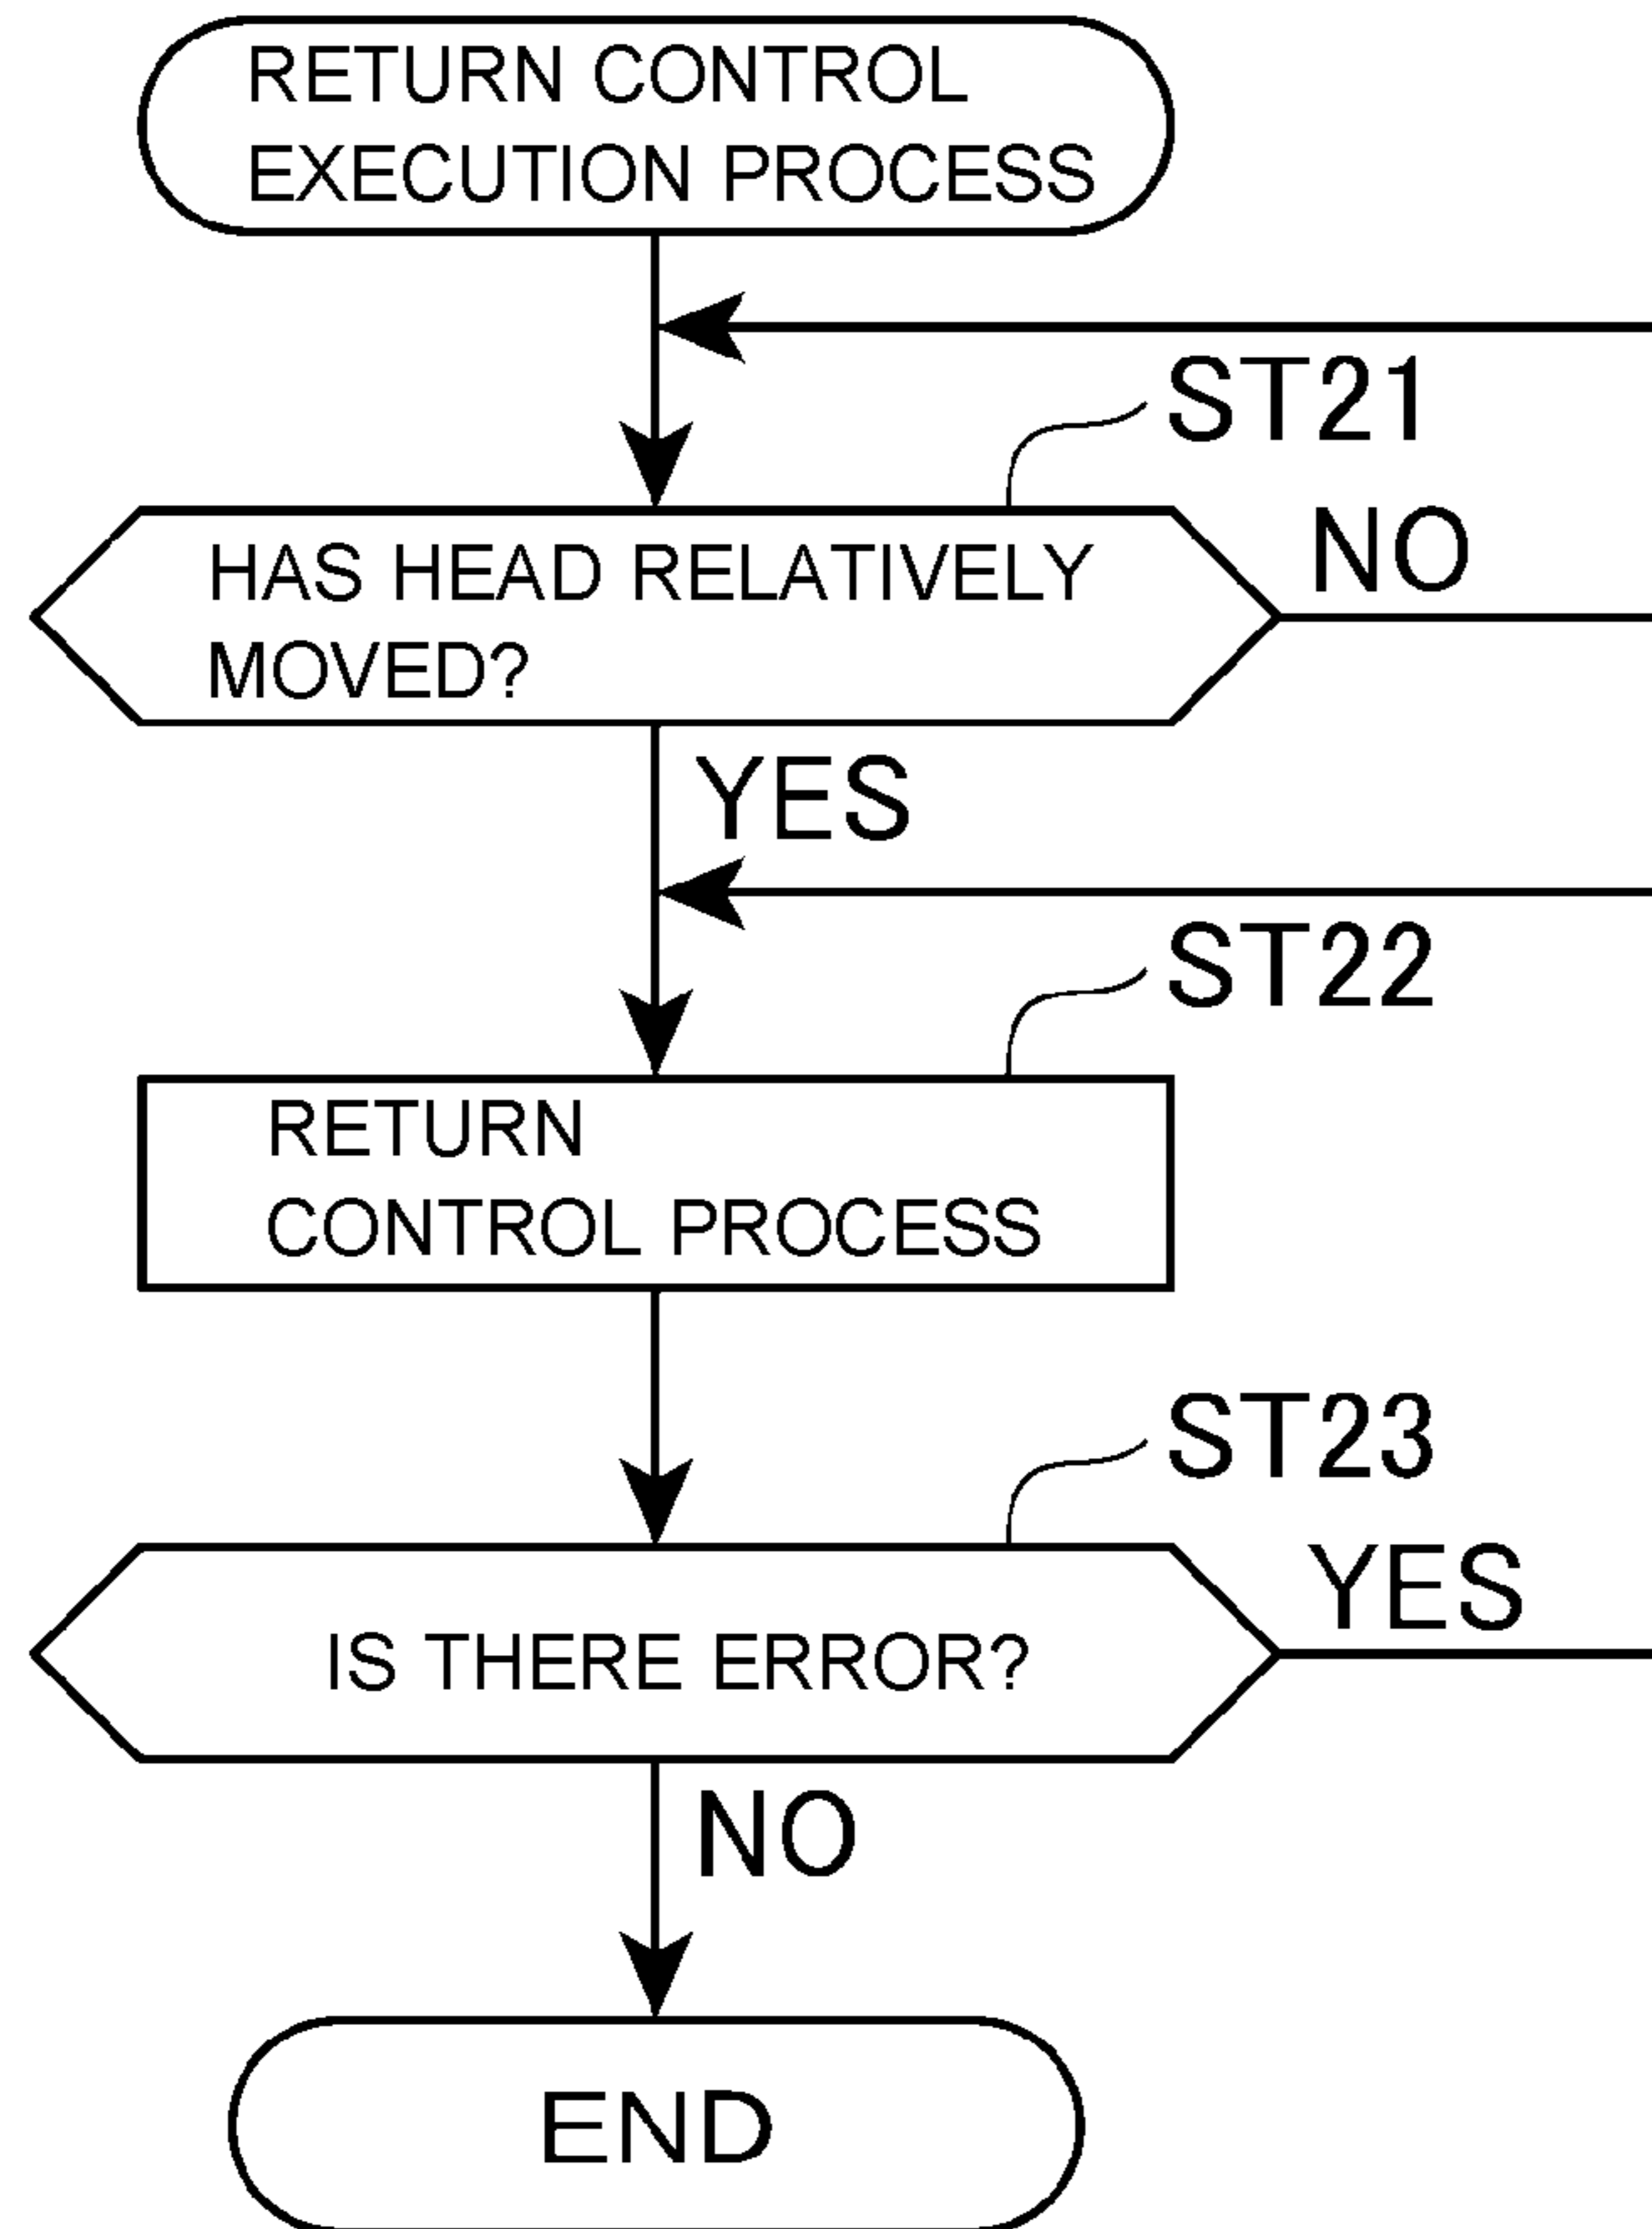 RETURN CONTROL
EXECUTION PROCESS
ST21
HAS HEAD RELATIVELY
MOVED?
NO
YES
ST22
RETURN
CONTROL PROCESS
ST23
IS THERE ERROR?
YES
NO
END